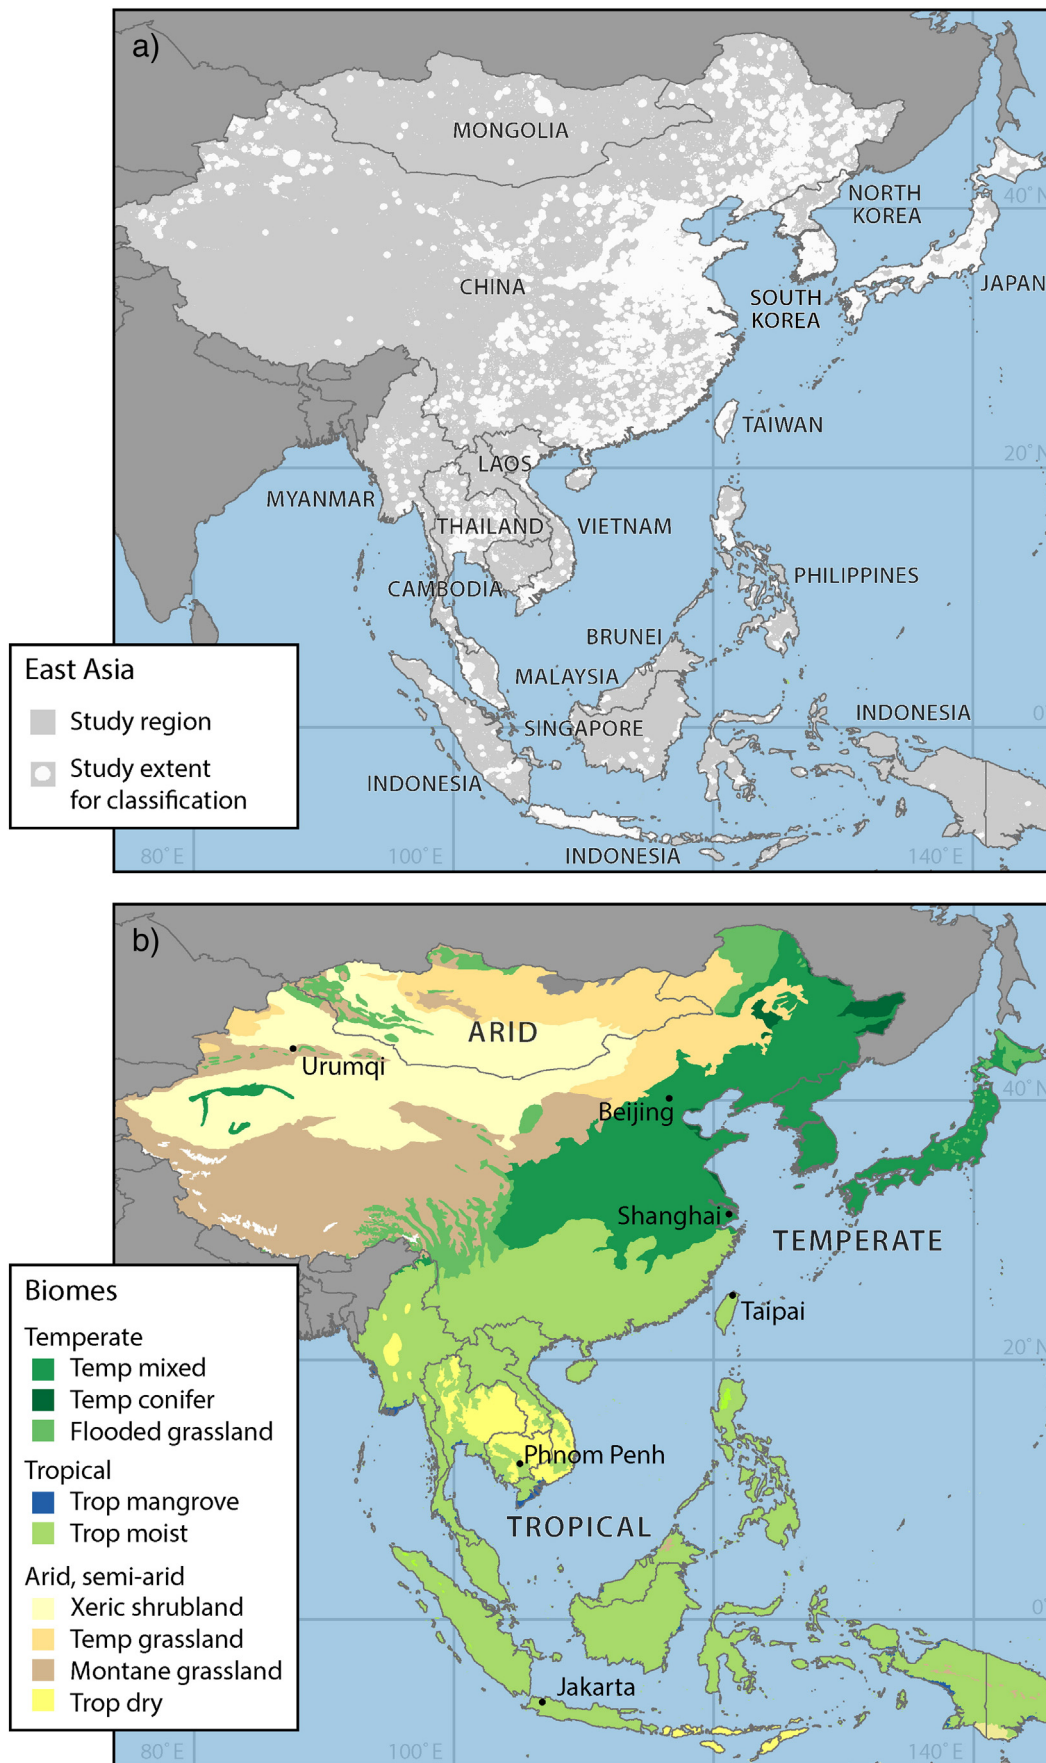 a)
MONGOLIA
NORTH
KOREA
40°N
CHINA
JAPAN
SOUTH
KOREA
TAIWAN
20°N
LAOS
MYANMAR
THAILAND
VIETNAM
PHILIPPINES
CAMBODIA
BRUNEI
MALAYSIA
INDONESIA
0°
SINGAPORE
INDONESIA
INDONESIA
80°E
100°E
140°E
East Asia
Study region
Study extent
for classification
b)
ARID
Urumqi
Beijing
40°N
Shanghai
TEMPERATE
Taipai
20°N
Phnom Penh
TROPICAL
0°
Jakarta
80°E
100°E
140°E
Biomes
Temperate
Temp mixed
Temp conifer
Flooded grassland
Tropical
Trop mangrove
Trop moist
Arid, semi-arid
Xeric shrubland
Temp grassland
Montane grassland
Trop dry